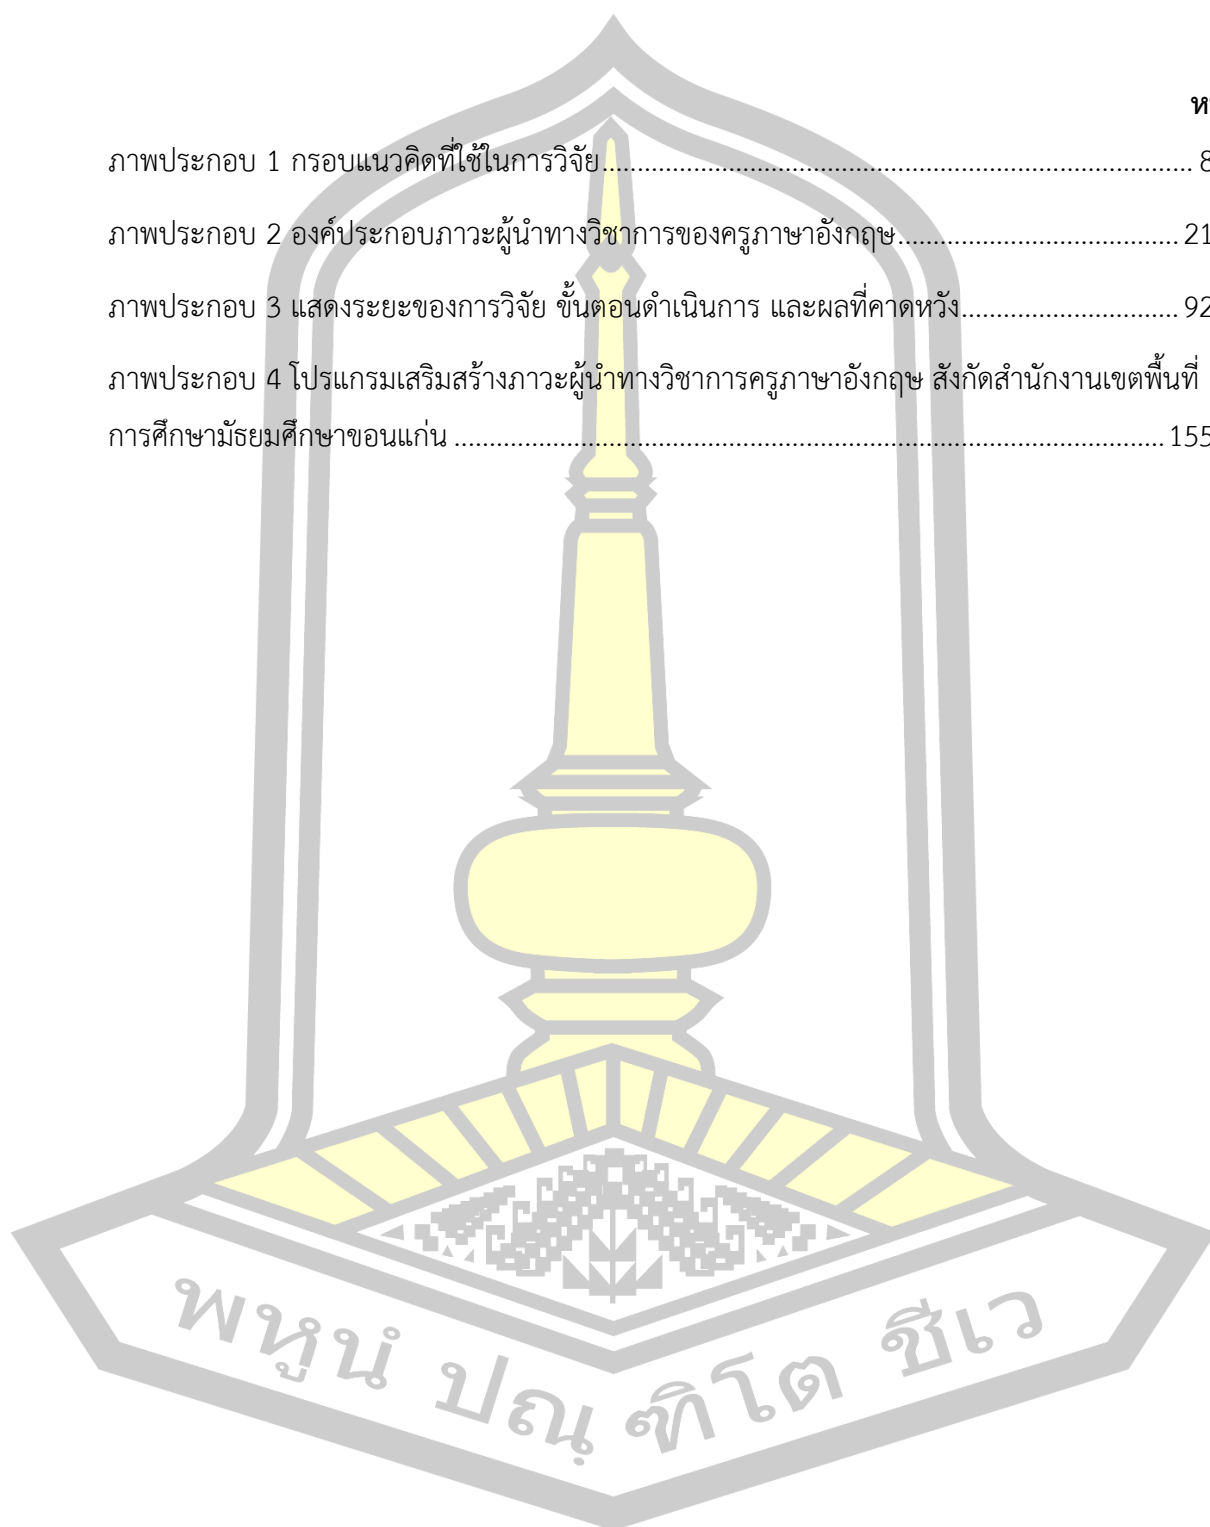 ภาพประกอบ 1 กรอบแนวคิดที่ใช้ในการวิจัย........................................................................................ 8
ภาพประกอบ 2 องค์ประกอบภาวะผู้นำทางวิชาการของครูภาษาอังกฤษ.......................................... 21
ภาพประกอบ 3 แสดงระยะของการวิจัย ขั้นตอนดำเนินการ และผลที่คาดหวัง................................ 92
ภาพประกอบ 4 โปรแกรมเสริมสร้างภาวะผู้นำทางวิชาการครูภาษาอังกฤษ สังกัดสำนักงานเขตพื้นที่
การศึกษามัธยมศึกษาขอนแก่น .......................................................................................................... 155
พหูนํ ปณฺฑิโต ชีเว